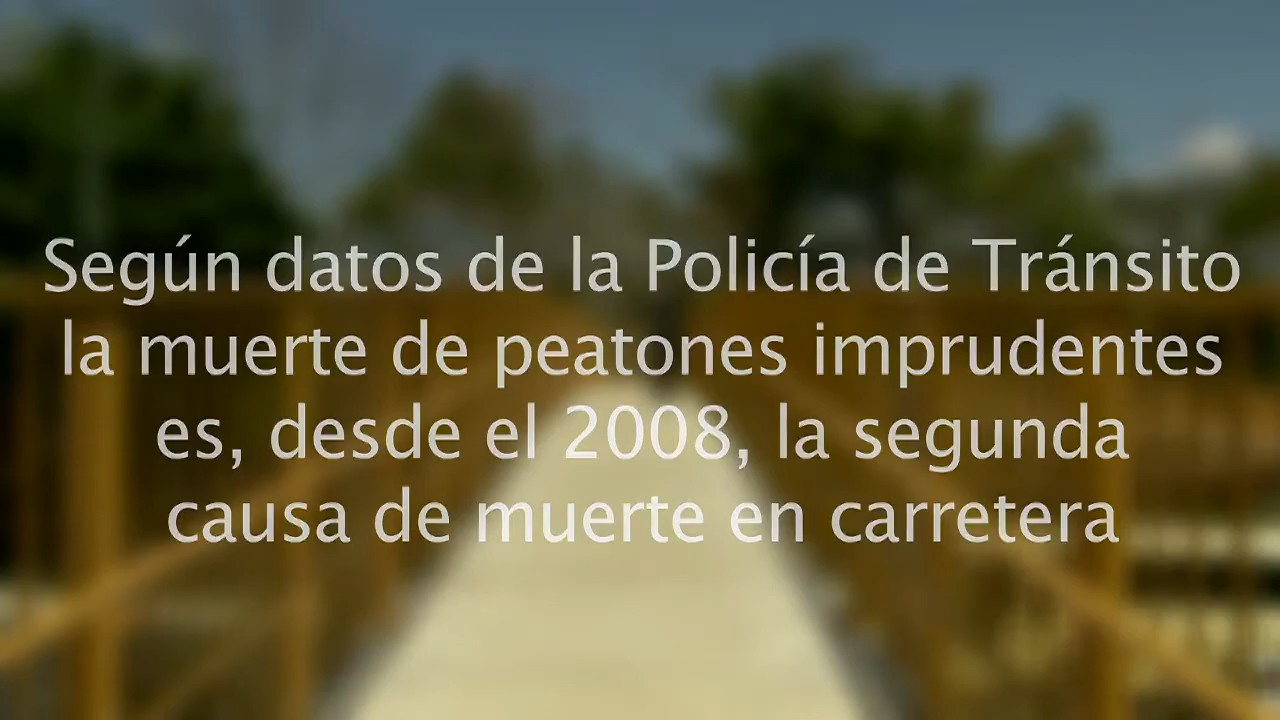 Según datos de la Policía de Tránsito
la muerte de peatones imprudentes
es, desde el 2008, la segunda
causa de muerte en carretera